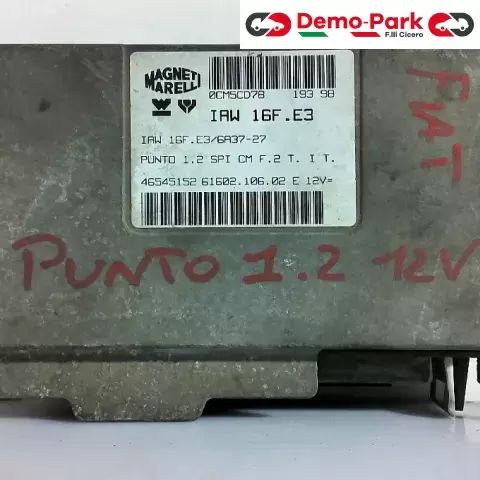 Demo-Park
F.lli Cicero
MAGNETI
MARELLI
0CM5CD78 193 98
IAW 16F.E3
IAW 16F.E3/6A37-27
PUNTO 1.2 SPI CM F.2 T. I T.
46545152 61602.106.02 E 12V=
FIAT
PUNTO 1.2 12V